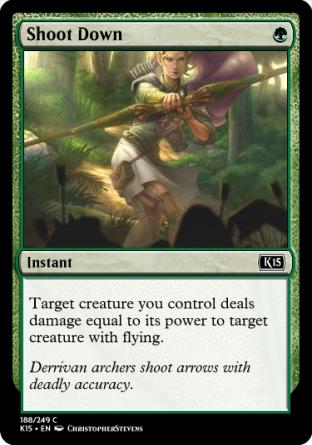 Shoot Down
Instant
K15
Target creature you control deals
damage equal to its power to target
creature with flying.
Derrivan archers shoot arrows with
deadly accuracy.
188/249 C
K15 • EN ChristopherStevens